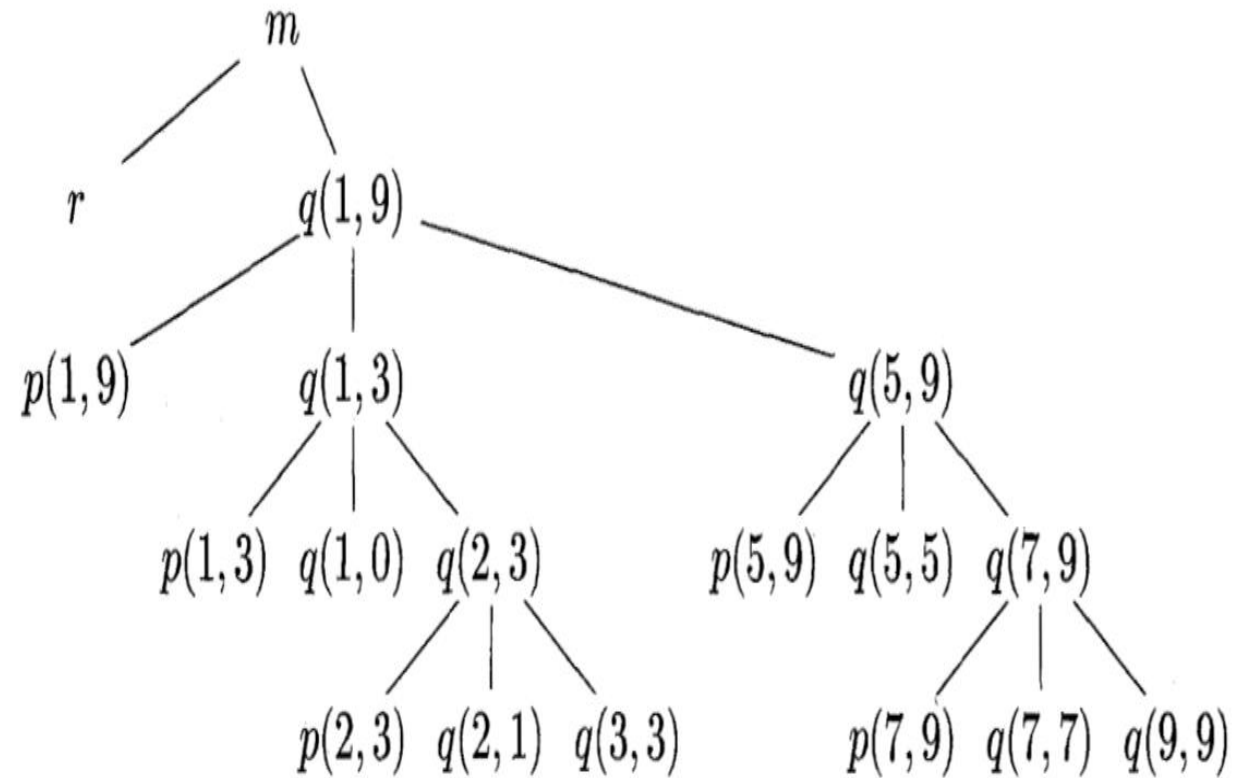 m
r q(1,9)
p(1,9) q(1,3) q(5,9)
p(1,3) q(1,0) q(2,3) p(5,9) q(5,5) q(7,9)
p(2,3) q(2,1) q(3,3) p(7,9) q(7,7) q(9,9)